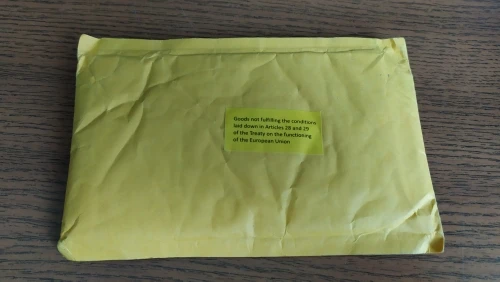 Goods not fulfilling the conditions
laid down in Articles 28 and 29
of the Treaty on the functioning
of the European Union